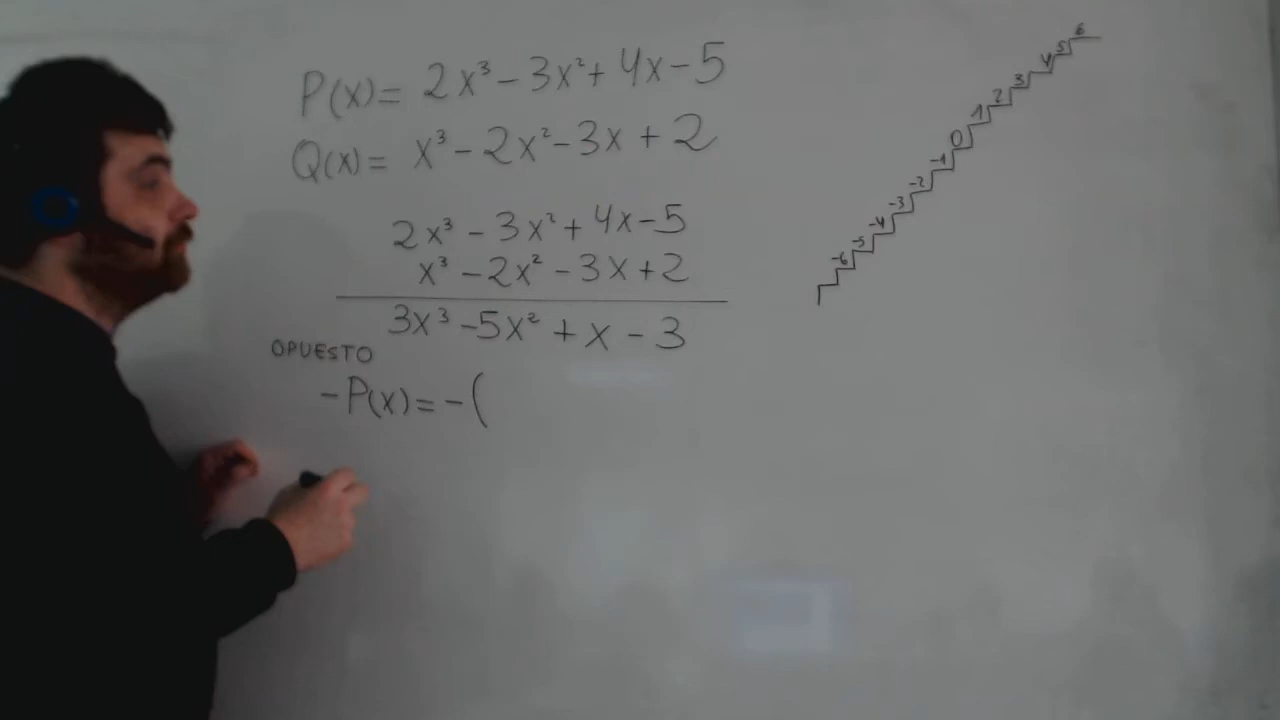 P(x)= 2x³-3x²+4x-5
Q(x)= x³-2x²-3x+2
2x³-3x²+4x-5
x³-2x²-3x+2
3x³-5x²+x-3
OPUESTO
-P(x)=-(
6
5
4
3
2
1
0
-1
-2
-3
-4
-5
-6